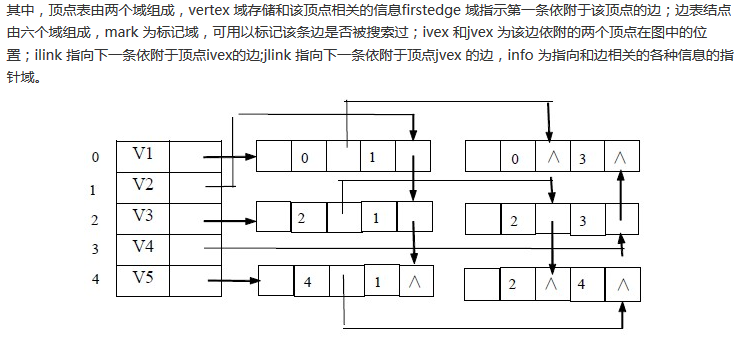 其中，顶点表由两个域组成，vertex 域存储和该顶点相关的信息firstedge 域指示第一条依附于该顶点的边；边表结点
由六个域组成，mark 为标记域，可用以标记该条边是否被搜索过；ivex 和jvex 为该边依附的两个顶点在图中的位
置；ilink 指向下一条依附于顶点ivex的边;jlink 指向下一条依附于顶点jvex 的边，info 为指向和边相关的各种信息的指
针域。
0 V1 0 1 0 ∧ 3 ∧
1 V2
2 V3 2 1 2 3
3 V4
4 V5 4 1 ∧ 2 ∧ 4 ∧